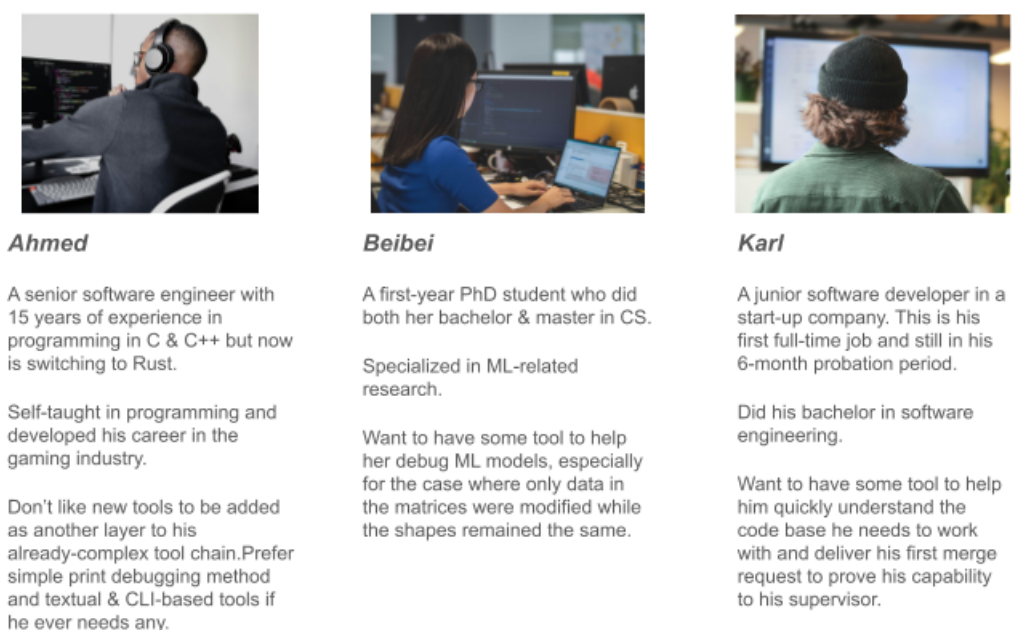 Ahmed
A senior software engineer with
15 years of experience in
programming in C & C++ but now
is switching to Rust.
Self-taught in programming and
developed his career in the
gaming industry.
Don’t like new tools to be added
as another layer to his
already-complex tool chain.Prefer
simple print debugging method
and textual & CLI-based tools if
he ever needs any.
Beibei
A first-year PhD student who did
both her bachelor & master in CS.
Specialized in ML-related
research.
Want to have some tool to help
her debug ML models, especially
for the case where only data in
the matrices were modified while
the shapes remained the same.
Karl
A junior software developer in a
start-up company. This is his
first full-time job and still in his
6-month probation period.
Did his bachelor in software
engineering.
Want to have some tool to help
him quickly understand the
code base he needs to work
with and deliver his first merge
request to prove his capability
to his supervisor.